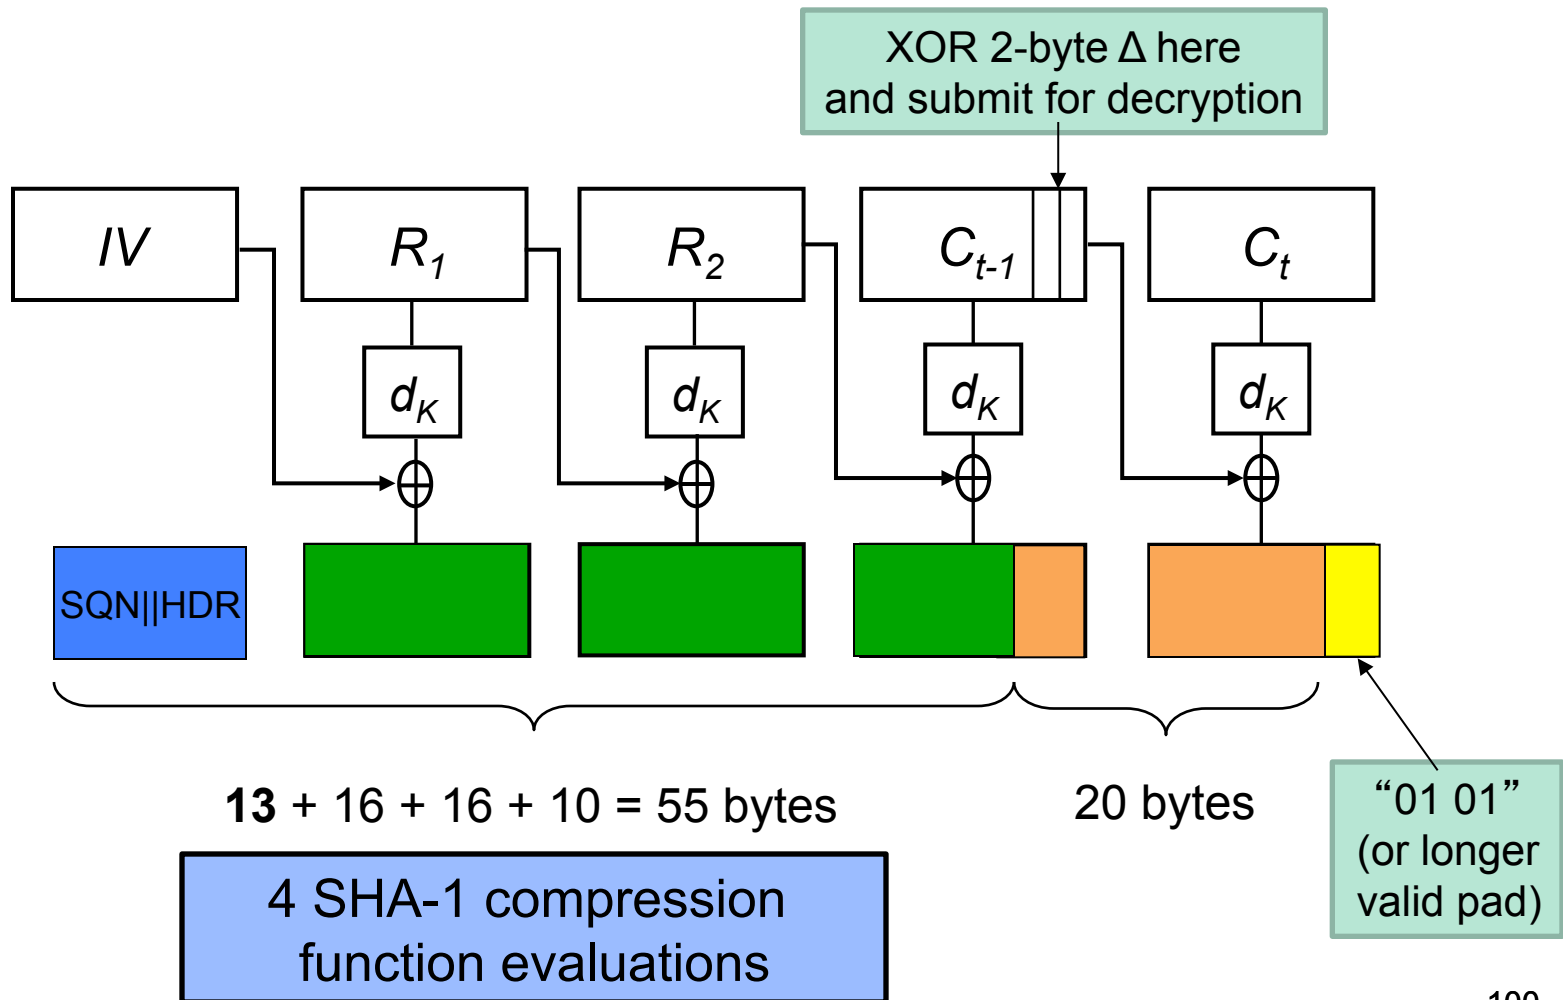 XOR 2-byte Δ here
and submit for decryption
IV
R1
R2
Ct-1
Ct
dK
dK
dK
dK
SQN||HDR
13 + 16 + 16 + 10 = 55 bytes
20 bytes
“01 01”
(or longer
valid pad)
4 SHA-1 compression
function evaluations